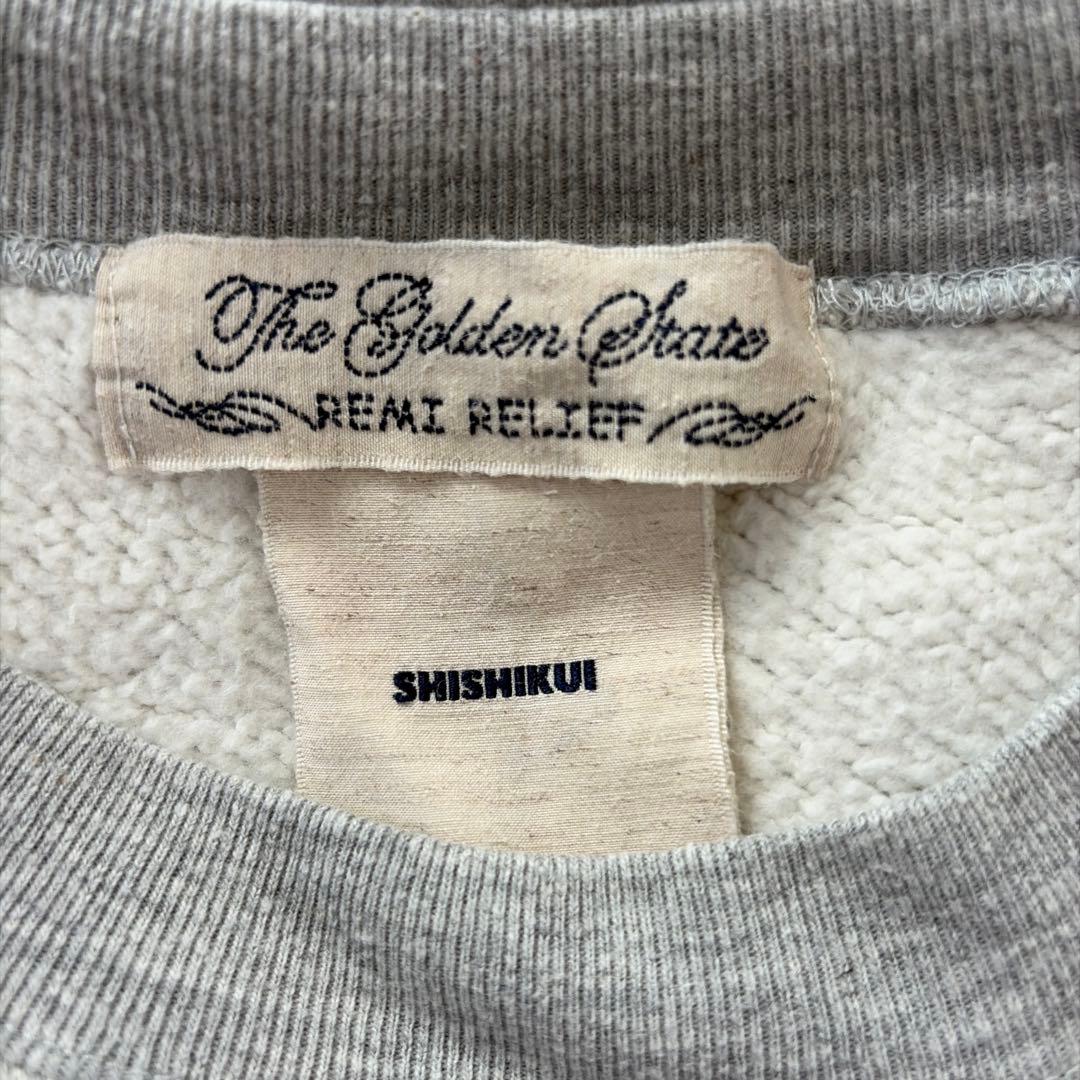 The Golden State
REMI RELIEF
SHISHIKUI